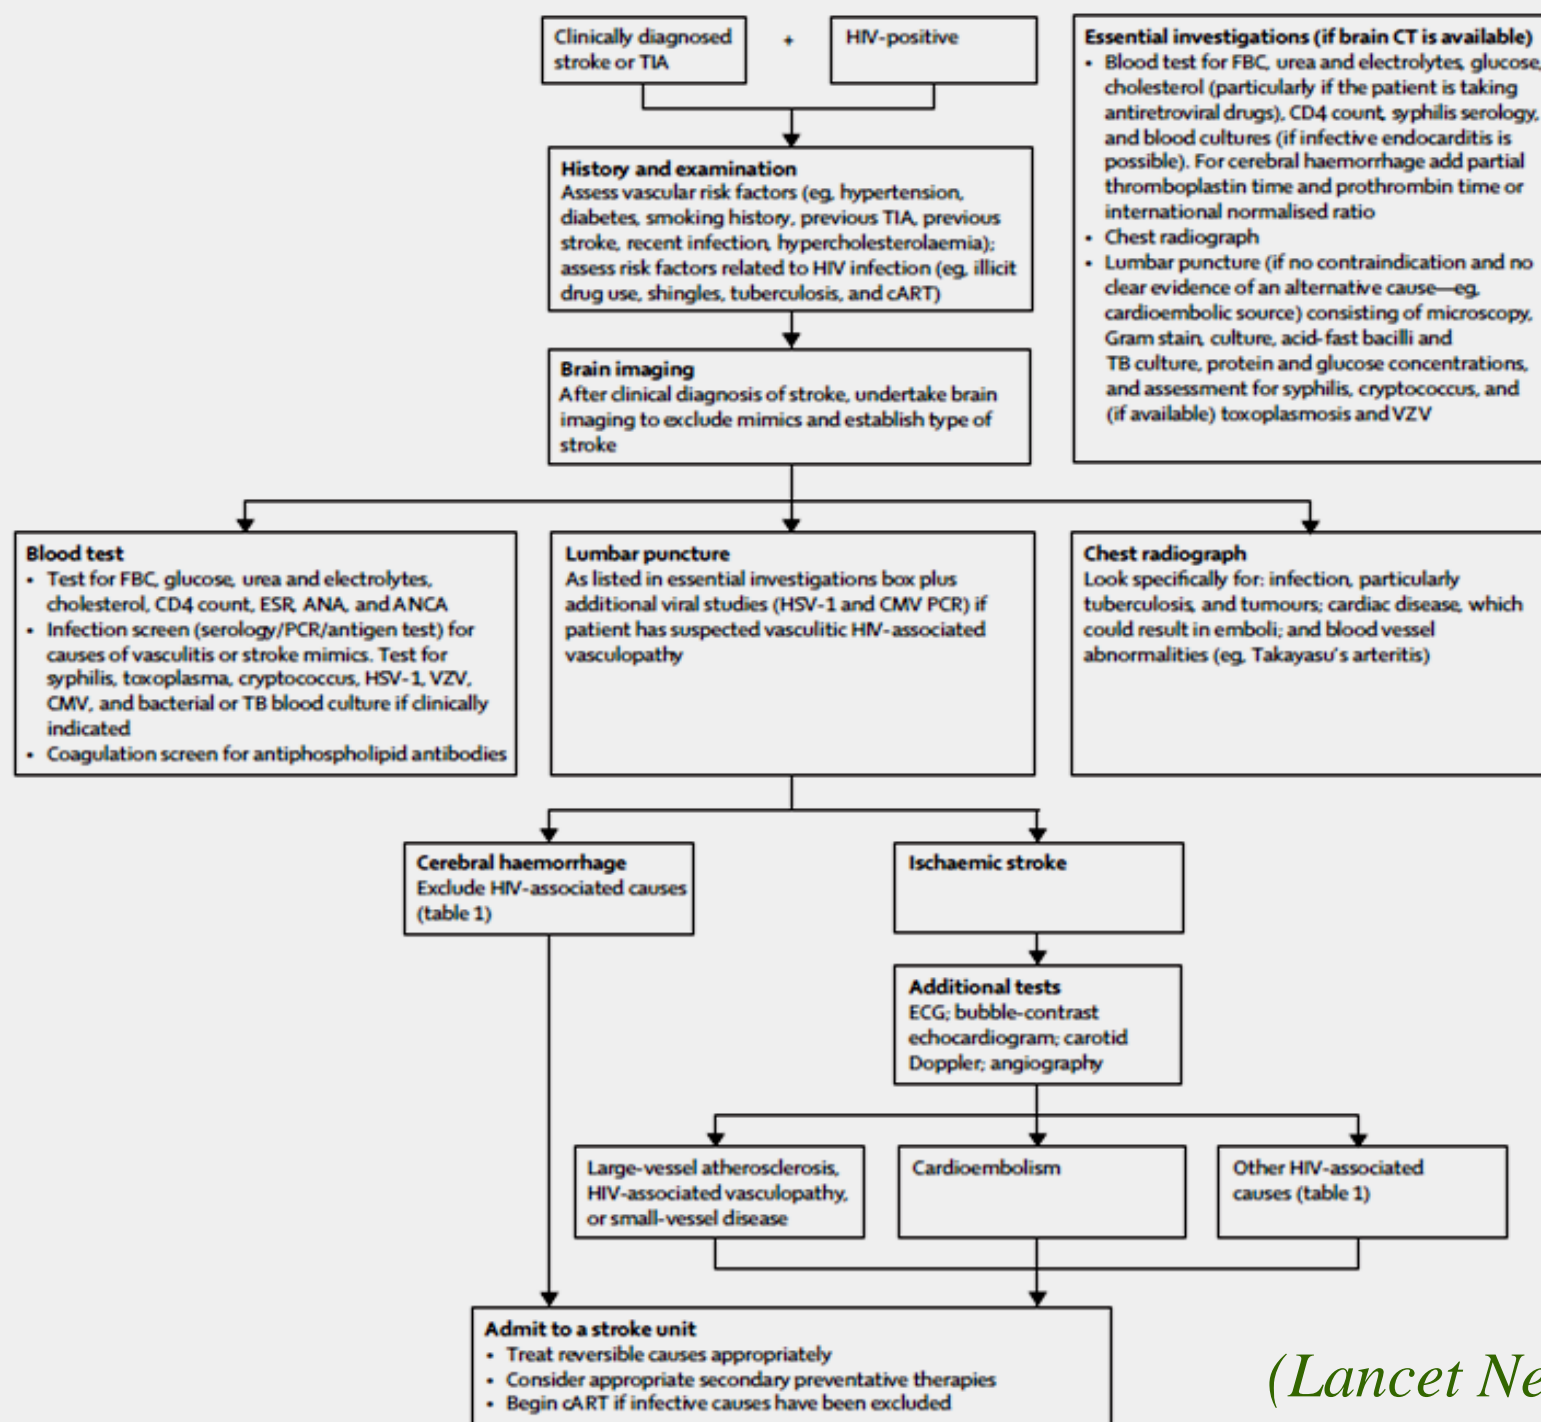 Clinically diagnosed
stroke or TIA
+
HIV-positive
Essential investigations (if brain CT is available)
• Blood test for FBC, urea and electrolytes, glucose,
cholesterol (particularly if the patient is taking
antiretroviral drugs), CD4 count, syphilis serology,
and blood cultures (if infective endocarditis is
possible). For cerebral haemorrhage add partial
thromboplastin time and prothrombin time or
international normalised ratio
• Chest radiograph
• Lumbar puncture (if no contraindication and no
clear evidence of an alternative cause—eg,
cardioembolic source) consisting of microscopy,
Gram stain, culture, acid-fast bacilli and
TB culture, protein and glucose concentrations,
and assessment for syphilis, cryptococcus, and
(if available) toxoplasmosis and VZV
History and examination
Assess vascular risk factors (eg, hypertension,
diabetes, smoking history, previous TIA, previous
stroke, recent infection, hypercholesterolaemia);
assess risk factors related to HIV infection (eg, illicit
drug use, shingles, tuberculosis, and cART)
Brain imaging
After clinical diagnosis of stroke, undertake brain
imaging to exclude mimics and establish type of
stroke
Blood test
• Test for FBC, glucose, urea and electrolytes,
cholesterol, CD4 count, ESR, ANA, and ANCA
• Infection screen (serology/PCR/antigen test) for
causes of vasculitis or stroke mimics. Test for
syphilis, toxoplasma, cryptococcus, HSV-1, VZV,
CMV, and bacterial or TB blood culture if clinically
indicated
• Coagulation screen for antiphospholipid antibodies
Lumbar puncture
As listed in essential investigations box plus
additional viral studies (HSV-1 and CMV PCR) if
patient has suspected vasculitic HIV-associated
vasculopathy
Chest radiograph
Look specifically for: infection, particularly
tuberculosis, and tumours; cardiac disease, which
could result in emboli; and blood vessel
abnormalities (eg, Takayasu's arteritis)
Cerebral haemorrhage
Exclude HIV-associated causes
(table 1)
Ischaemic stroke
Additional tests
ECG; bubble-contrast
echocardiogram; carotid
Doppler; angiography
Large-vessel atherosclerosis,
HIV-associated vasculopathy,
or small-vessel disease
Cardioembolism
Other HIV-associated
causes (table 1)
Admit to a stroke unit
• Treat reversible causes appropriately
• Consider appropriate secondary preventative therapies
• Begin cART if infective causes have been excluded
(Lancet Ne